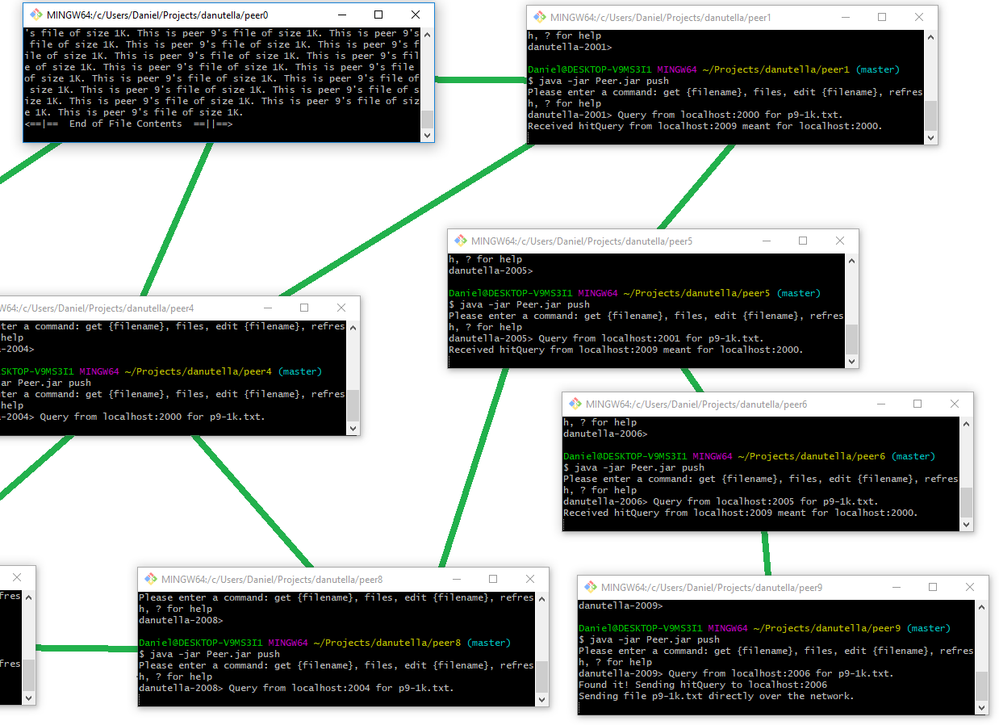 MINGW64:/c/Users/Daniel/Projects/danutella/peer0
's file of size 1K. This is peer 9's file of size 1K. This is peer 9's
file of size 1K. This is peer 9's file of size 1K. This is peer 9's f
ile of size 1K. This is peer 9's file of size 1K. This is peer 9's fil
e of size 1K. This is peer 9's file of size 1K. This is peer 9's file
of size 1K. This is peer 9's file of size 1K. This is peer 9's file of
size 1K. This is peer 9's file of size 1K. This is peer 9's file of s
ize 1K. This is peer 9's file of size 1K. This is peer 9's file of siz
e 1K. This is peer 9's file of size 1K.
<==|== End of File Contents ==||==>
MINGW64:/c/Users/Daniel/Projects/danutella/peer1
h, ? for help
danutella-2001>
Daniel@DESKTOP-V9MS3I1 MINGW64 ~/Projects/danutella/peer1 (master)
$ java -jar Peer.jar push
Please enter a command: get {filename}, files, edit {filename}, refres
h, ? for help
danutella-2001> Query from localhost:2000 for p9-1k.txt.
Received hitQuery from localhost:2009 meant for localhost:2000.
MINGW64:/c/Users/Daniel/Projects/danutella/peer5
h, ? for help
danutella-2005>
Daniel@DESKTOP-V9MS3I1 MINGW64 ~/Projects/danutella/peer5 (master)
$ java -jar Peer.jar push
Please enter a command: get {filename}, files, edit {filename}, refres
h, ? for help
danutella-2005> Query from localhost:2001 for p9-1k.txt.
Received hitQuery from localhost:2009 meant for localhost:2000.
W64:/c/Users/Daniel/Projects/danutella/peer4
ter a command: get {filename}, files, edit {filename}, refres
help
-2004>
SKTOP-V9MS3I1 MINGW64 ~/Projects/danutella/peer4 (master)
ar Peer.jar push
ter a command: get {filename}, files, edit {filename}, refres
help
-2004> Query from localhost:2000 for p9-1k.txt.
MINGW64:/c/Users/Daniel/Projects/danutella/peer6
h, ? for help
danutella-2006>
Daniel@DESKTOP-V9MS3I1 MINGW64 ~/Projects/danutella/peer6 (master)
$ java -jar Peer.jar push
Please enter a command: get {filename}, files, edit {filename}, refres
h, ? for help
danutella-2006> Query from localhost:2005 for p9-1k.txt.
Received hitQuery from localhost:2009 meant for localhost:2000.
fres
fres
MINGW64:/c/Users/Daniel/Projects/danutella/peer8
Please enter a command: get {filename}, files, edit {filename}, refres
h, ? for help
danutella-2008>
Daniel@DESKTOP-V9MS3I1 MINGW64 ~/Projects/danutella/peer8 (master)
$ java -jar Peer.jar push
Please enter a command: get {filename}, files, edit {filename}, refres
h, ? for help
danutella-2008> Query from localhost:2004 for p9-1k.txt.
MINGW64:/c/Users/Daniel/Projects/danutella/peer9
danutella-2009>
Daniel@DESKTOP-V9MS3I1 MINGW64 ~/Projects/danutella/peer9 (master)
$ java -jar Peer.jar push
Please enter a command: get {filename}, files, edit {filename}, refres
h, ? for help
danutella-2009> Query from localhost:2006 for p9-1k.txt.
Found it! Sending hitQuery to localhost:2006
Sending file p9-1k.txt directly over the network.